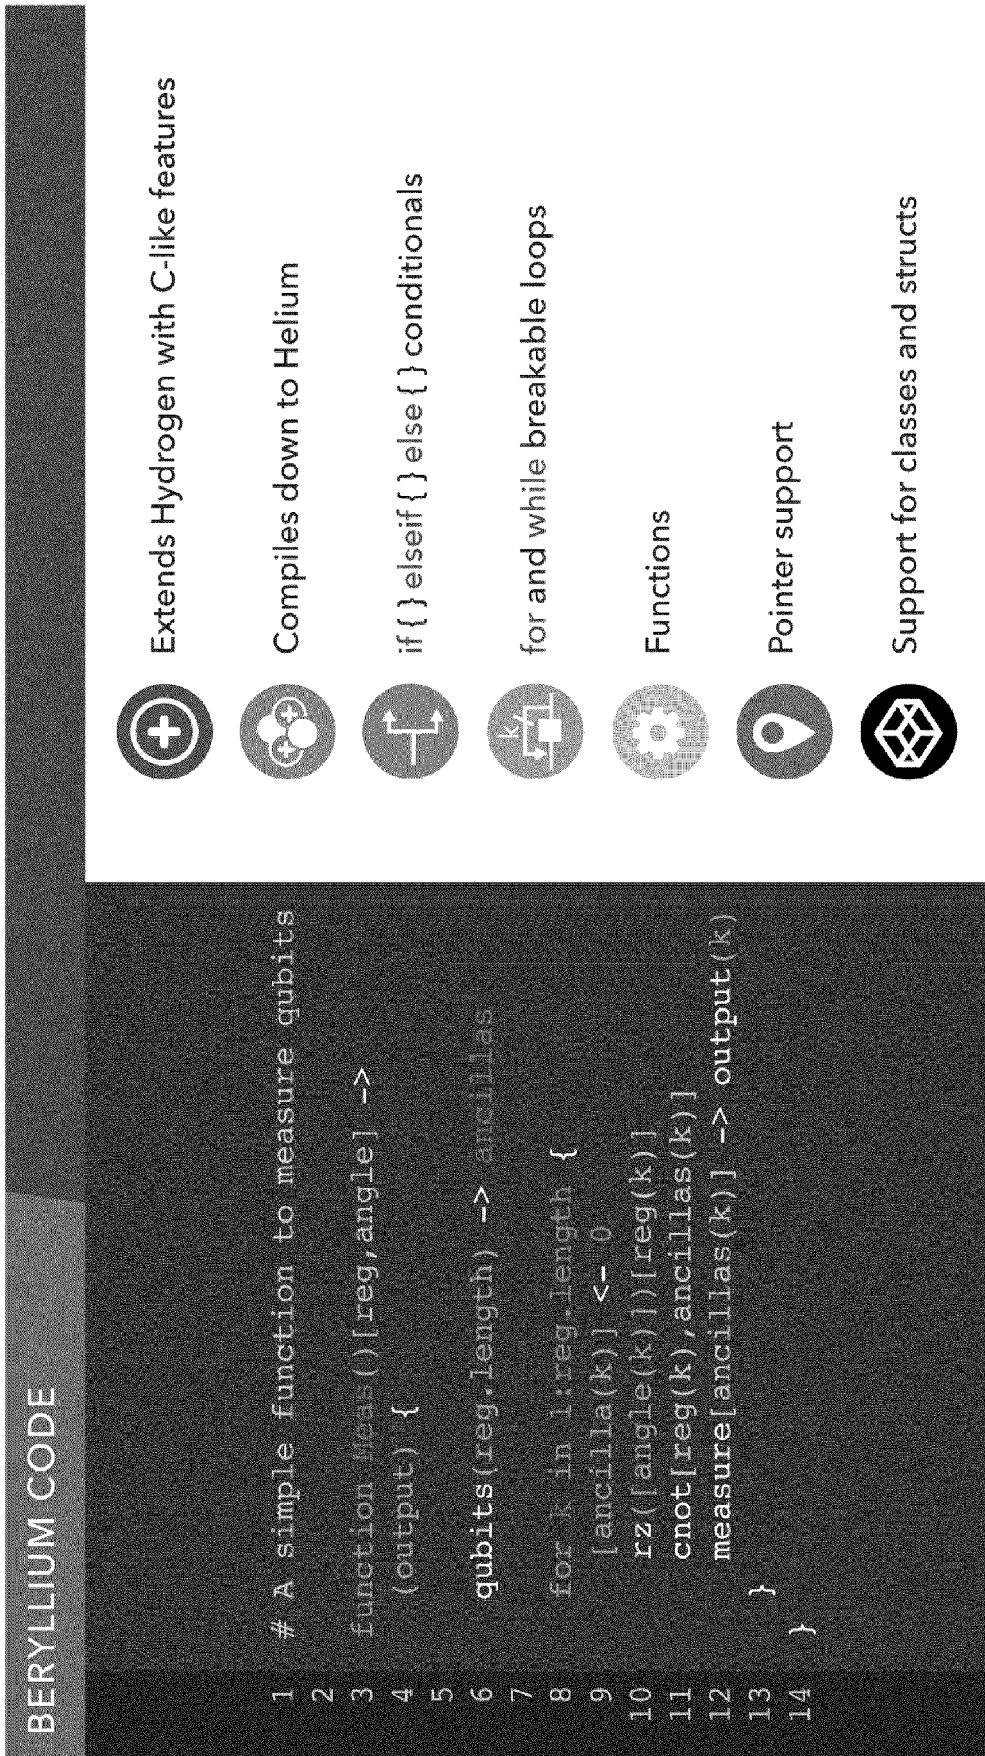 BERYLLIUM CODE
1 # A simple function to measure qubits
2
3 function Meas()[reg,angle] ->
4 (output) {
5
6 qubits(reg.length) -> ancillas
7
8 for k in 1:reg.length {
9 [ancilla(k)] <- 0
10 rz([angle(k)])[reg(k)]
11 cnot[reg(k),ancillas(k)]
12 measure[ancillas(k)] -> output(k)
13 }
14 }
Extends Hydrogen with C-like features
Compiles down to Helium
if { } elseif { } else { } conditionals
k
for and while breakable loops
Functions
Pointer support
Support for classes and structs